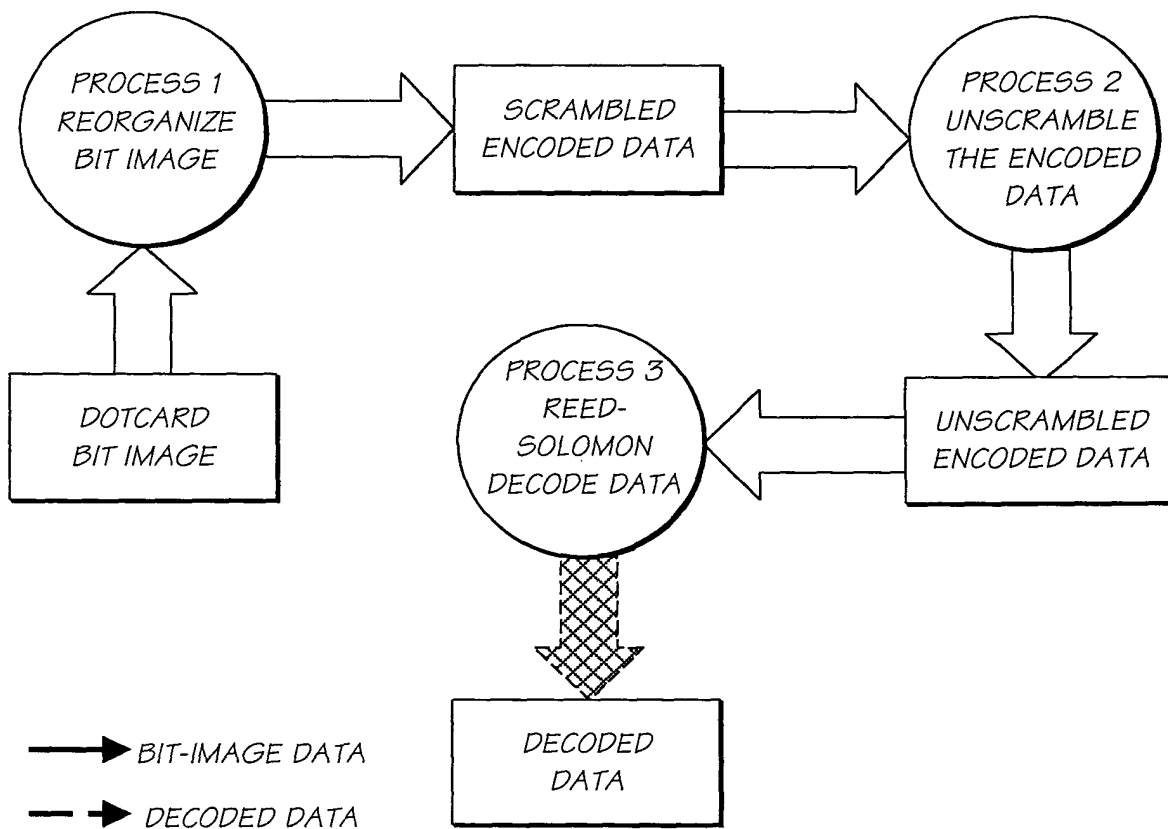 PROCESS 1
REORGANIZE
BIT IMAGE
SCRAMBLED
ENCODED DATA
PROCESS 2
UNSCRAMBLE
THE ENCODED
DATA
DOTCARD
BIT IMAGE
PROCESS 3
REED-
SOLOMON
DECODE DATA
UNSCRAMBLED
ENCODED DATA
DECODED
DATA
BIT-IMAGE DATA
DECODED DATA